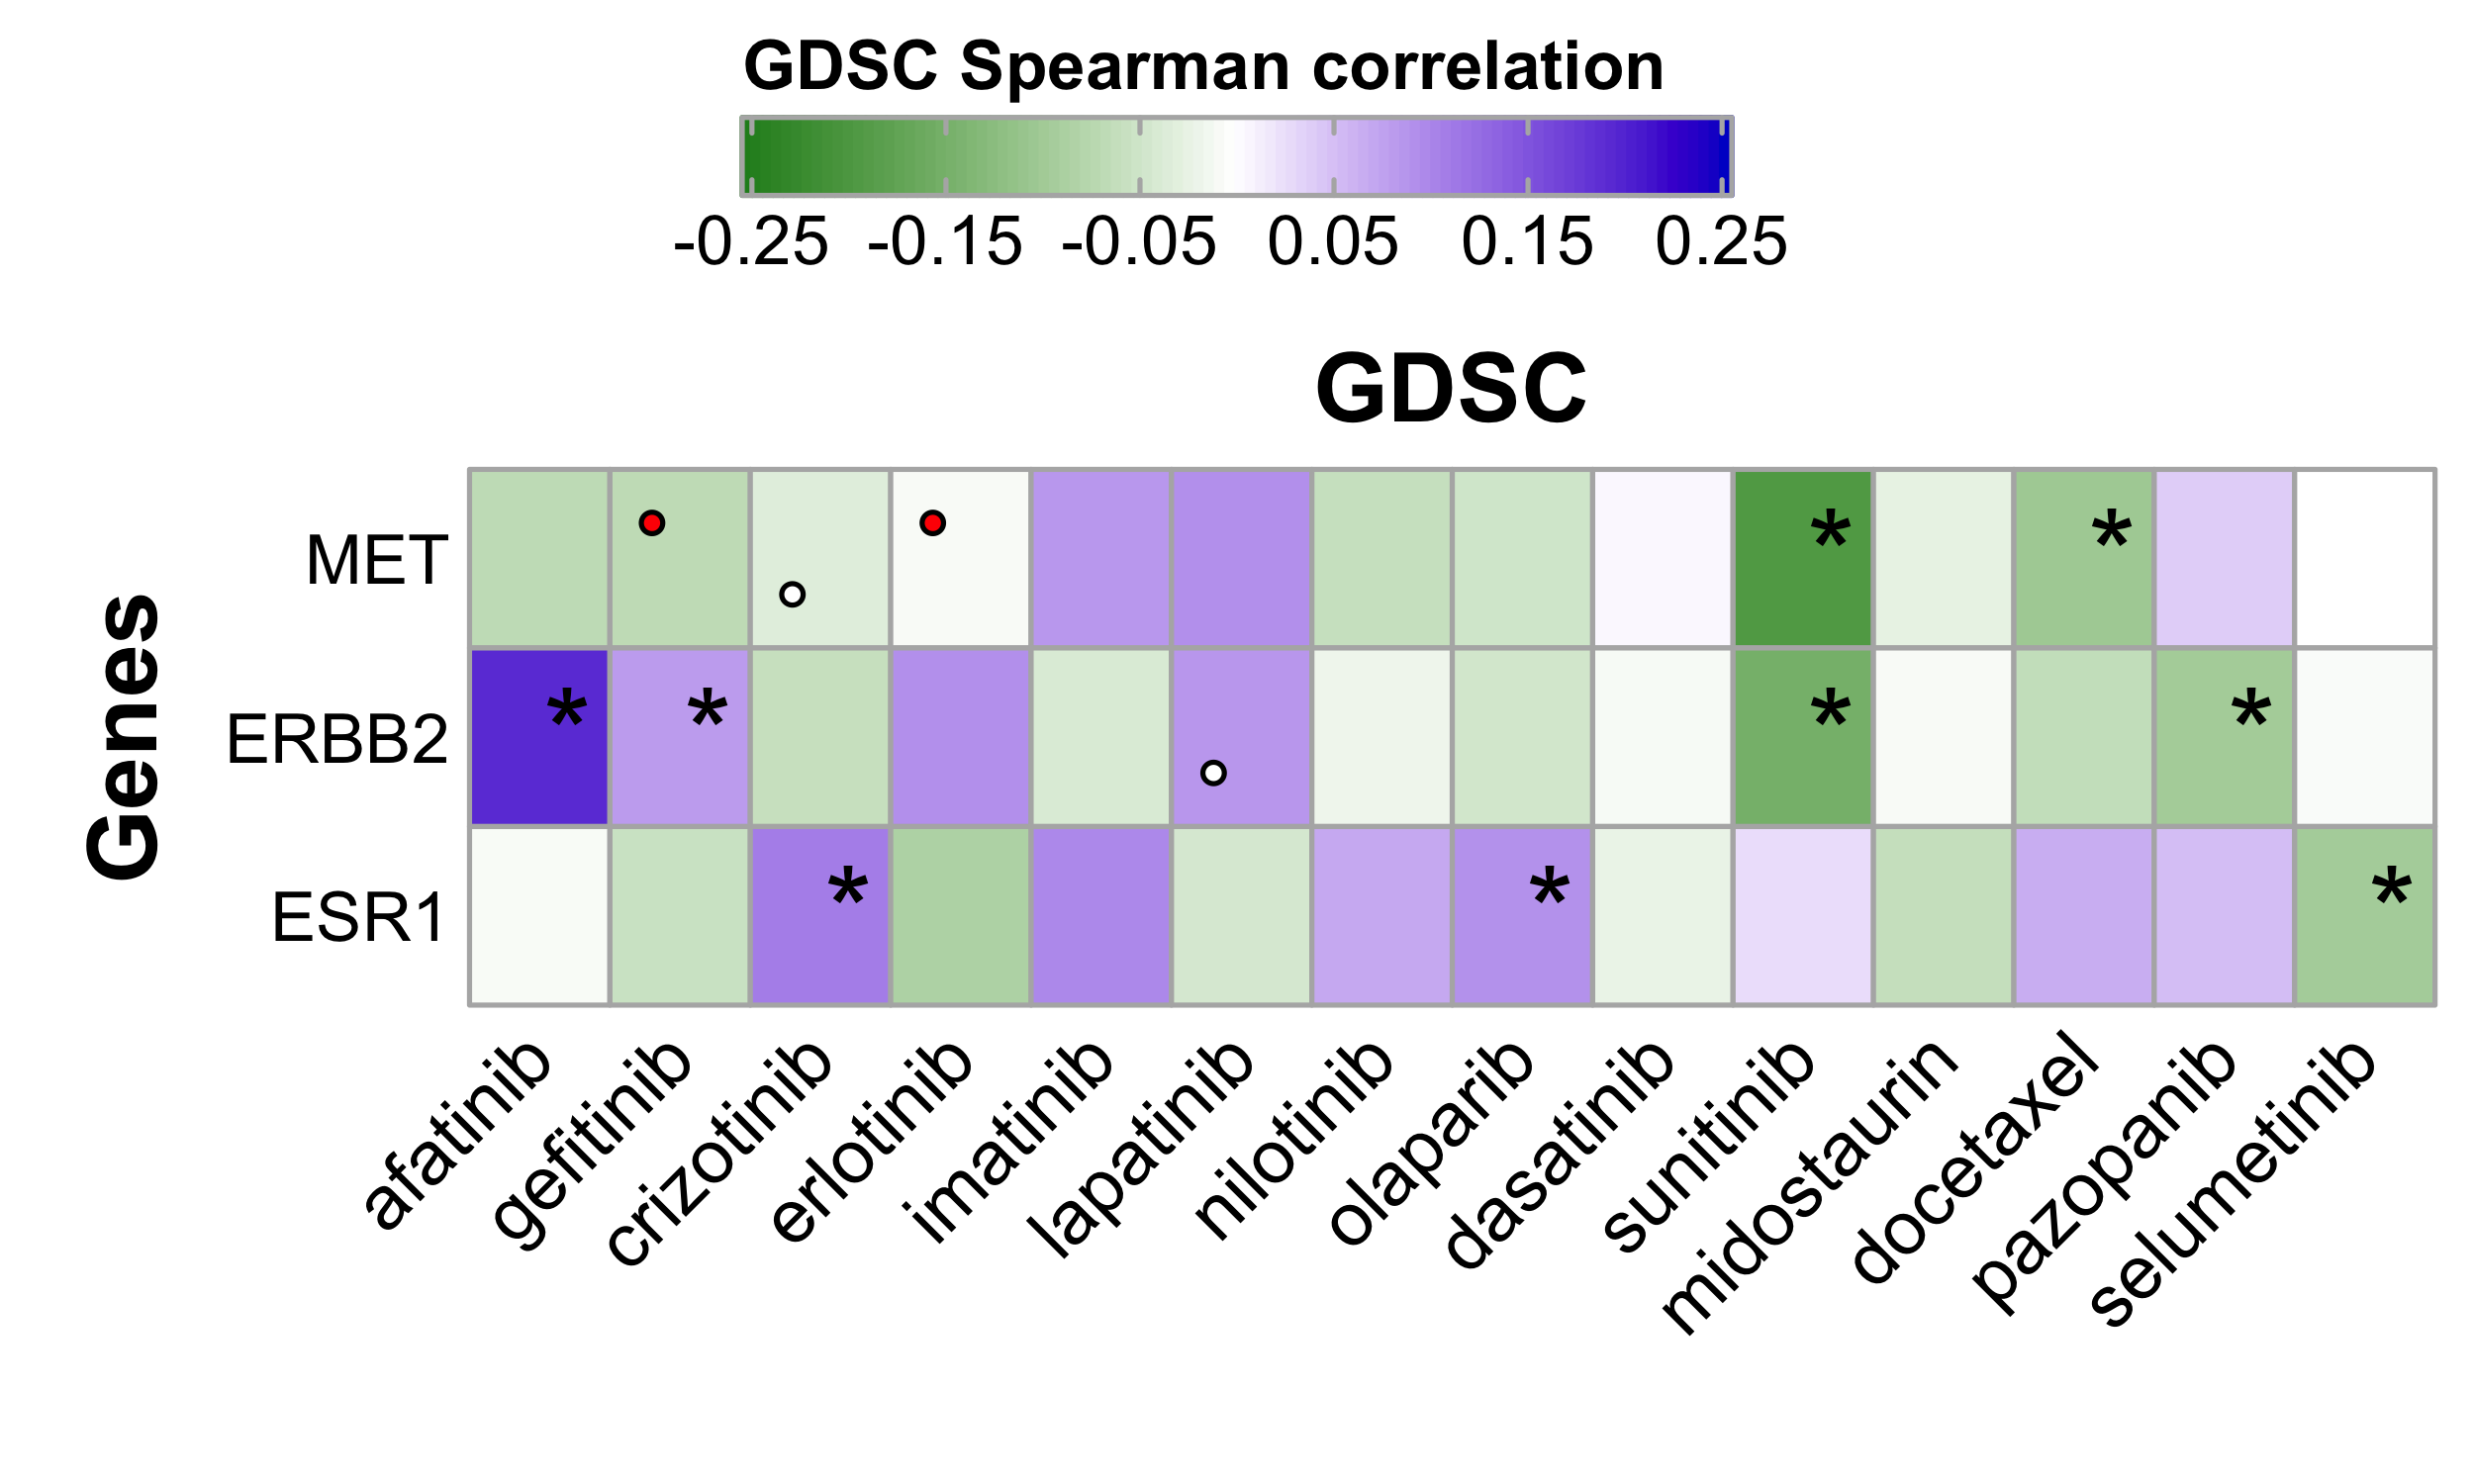 GDSC Spearman correlation
-0.25 -0.15 -0.05 0.05 0.15 0.25
GDSC
Genes
MET * *
ERBB2 * * * *
ESR1 * * *
afatinib gefitinib crizotinib erlotinib imatinib lapatinib nilotinib olaparib dasatinib sunitinib midostaurin docetaxel pazopanib selumetinib